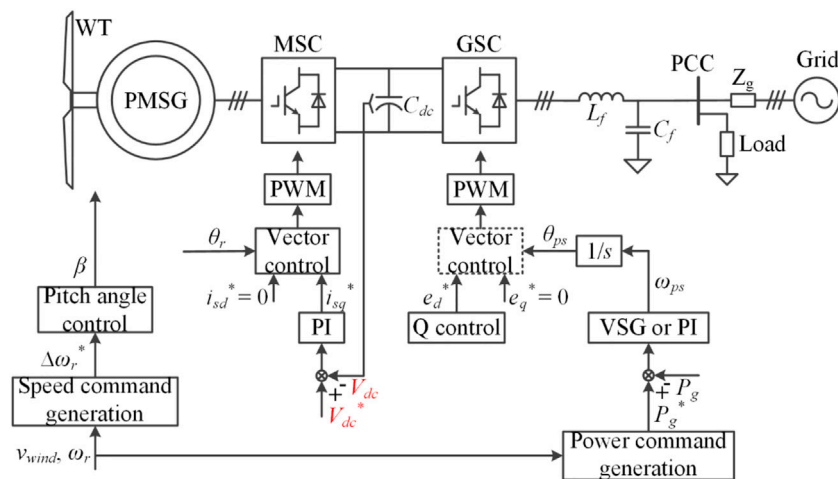 WT
MSC
GSC
PCC
Z_g
Grid
PMSG
C_dc
L_f
C_f
Load
PWM
PWM
θ_r
Vector
control
Vector
control
θ_ps
1/s
β
i_sd* = 0
i_sq*
e_d*
e_q* = 0
ω_ps
Pitch angle
control
PI
Q control
VSG or PI
Δω_r*
Speed command
generation
+
- V_dc
V_dc*
+
- P_g
P_g*
v_wind, ω_r
Power command
generation